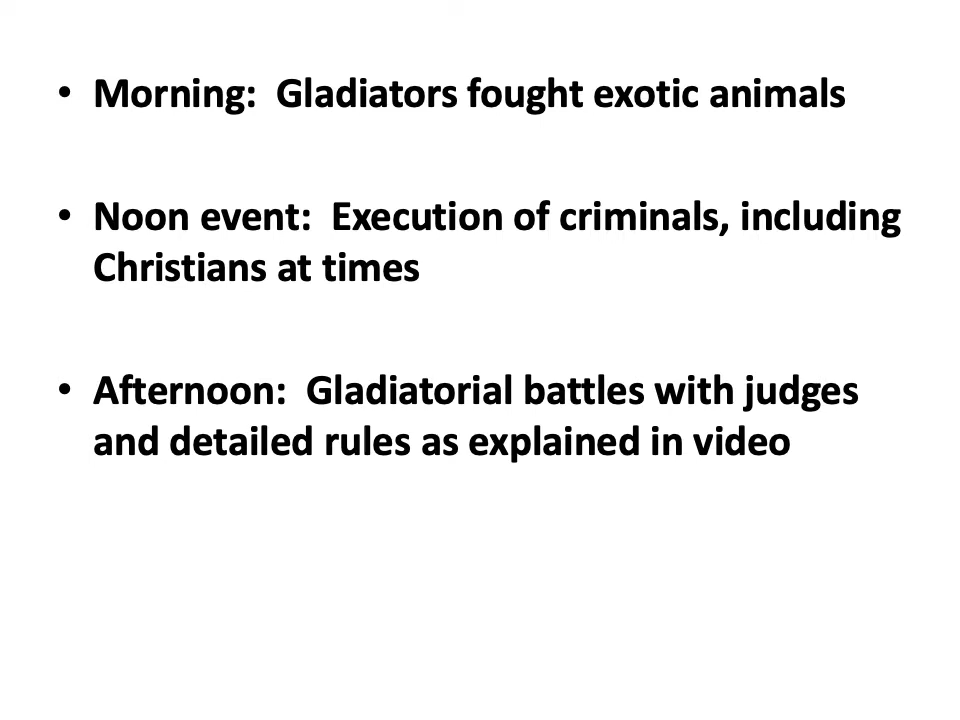 • Morning:  Gladiators fought exotic animals
• Noon event:  Execution of criminals, including
Christians at times
• Afternoon:  Gladiatorial battles with judges
and detailed rules as explained in video